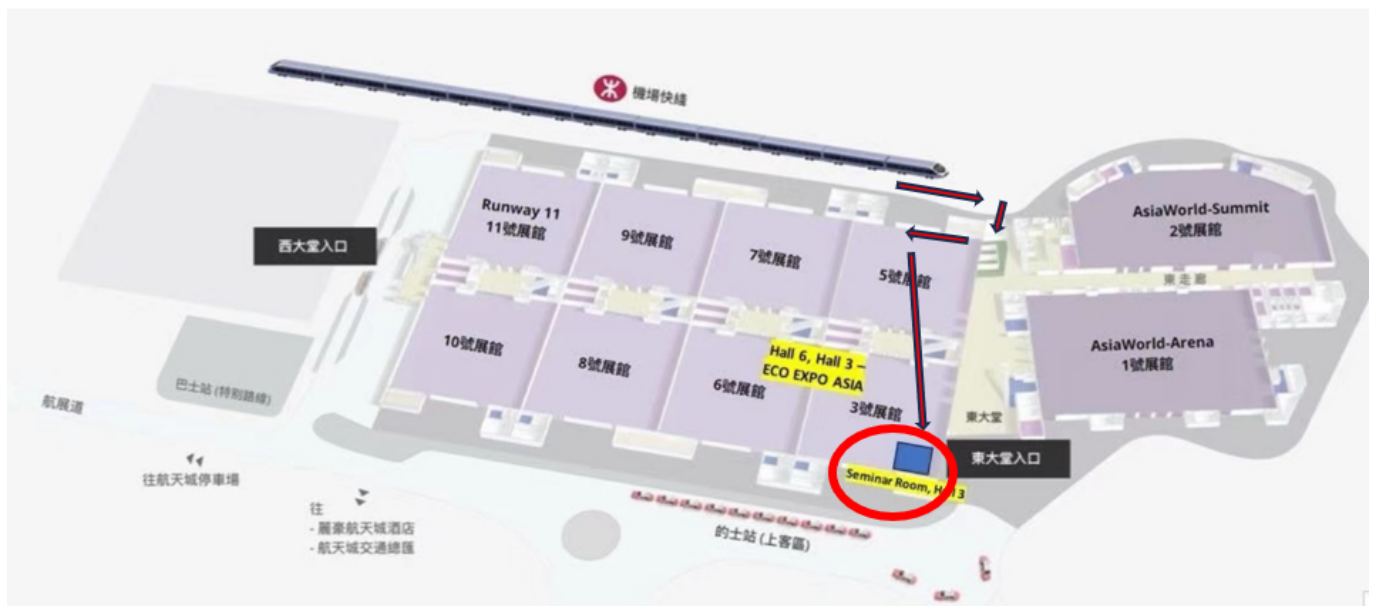 機場快綫
Runway 11
11號展館
9號展館
7號展館
5號展館
AsiaWorld-Summit
2號展館
西大堂入口
東走廊
10號展館
8號展館
6號展館
Hall 6, Hall 3 –
ECO EXPO ASIA
3號展館
AsiaWorld-Arena
1號展館
巴士站 (特別路線)
東大堂
東大堂入口
Seminar Room, Hall 3
航展道
往航天城停車場
往
- 麗豪航天城酒店
- 航天城交通總匯
的士站 (上客區)